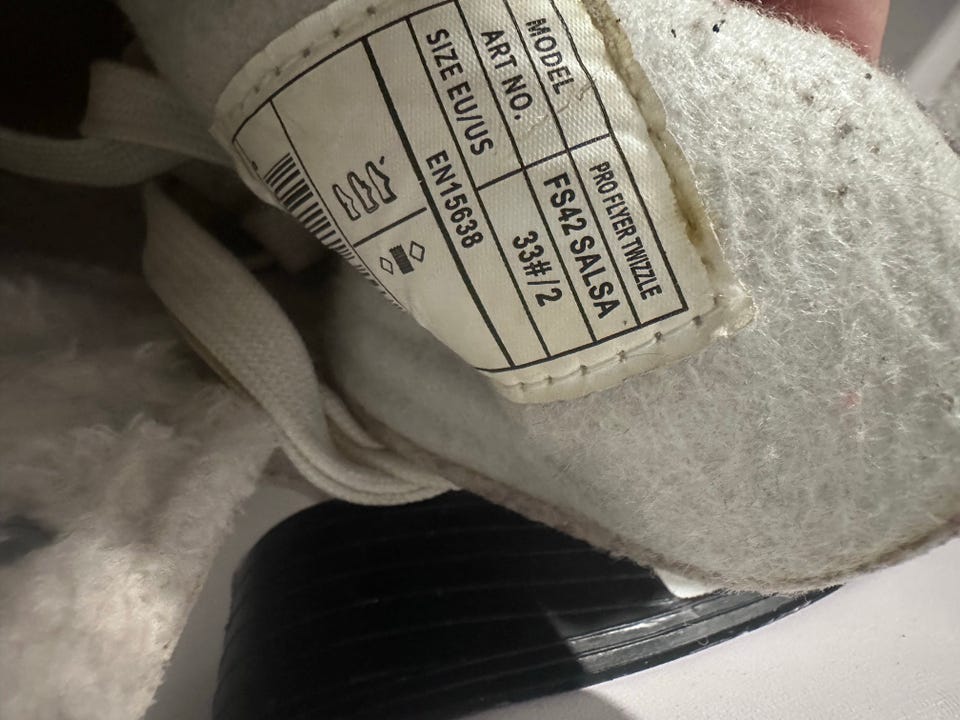 MODEL PRO FLYER TWIZZLE
ART NO. FS42 SALSA
SIZE EU/US 33#/2
EN15638